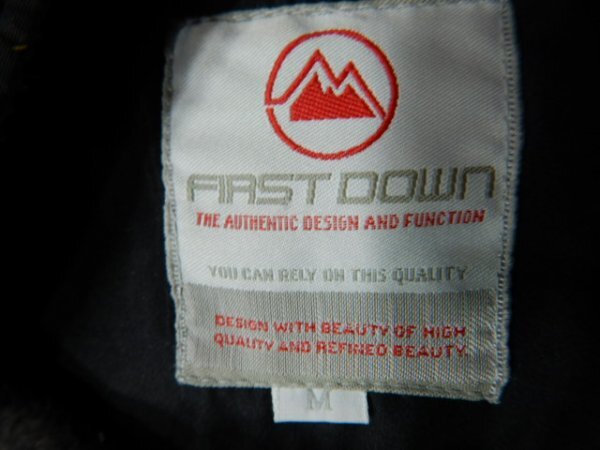 FIRST DOWN
THE AUTHENTIC DESIGN AND FUNCTION
YOU CAN RELY ON THIS QUALITY
DESIGN WITH BEAUTY OF HIGH
QUALITY AND REFINED BEAUTY.
M